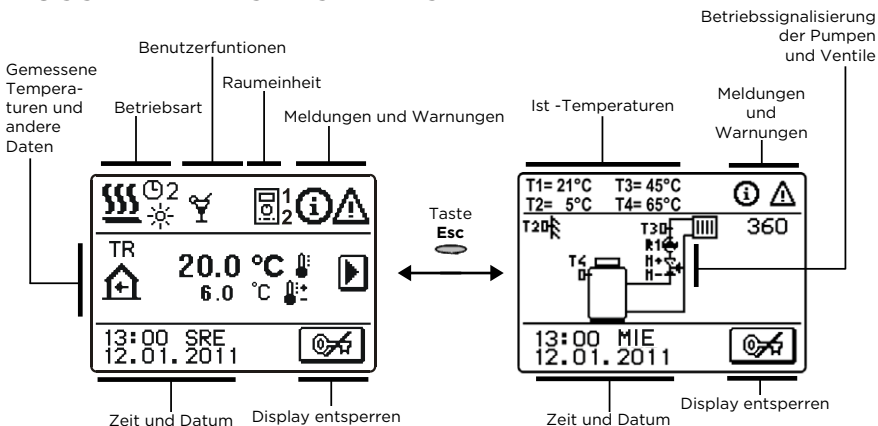 Betriebssignalisierung
der Pumpen
und Ventile
Benutzerfuntionen
Gemessene
Tempera-
turen und
andere
Daten
Raumeinheit
Betriebsart
Meldungen und Warnungen
Ist -Temperaturen
Meldungen
und
Warnungen
2
1
2
TR
20.0 °C
6.0 °C
13:00 SRE
12.01.2011
Taste
Esc
T1= 21°C T3= 45°C
T2= 5°C T4= 65°C
T2
T3
360
R1
T4
M+
M-
13:00 MIE
12.01.2011
Zeit und Datum
Display entsperren
Zeit und Datum
Display entsperren